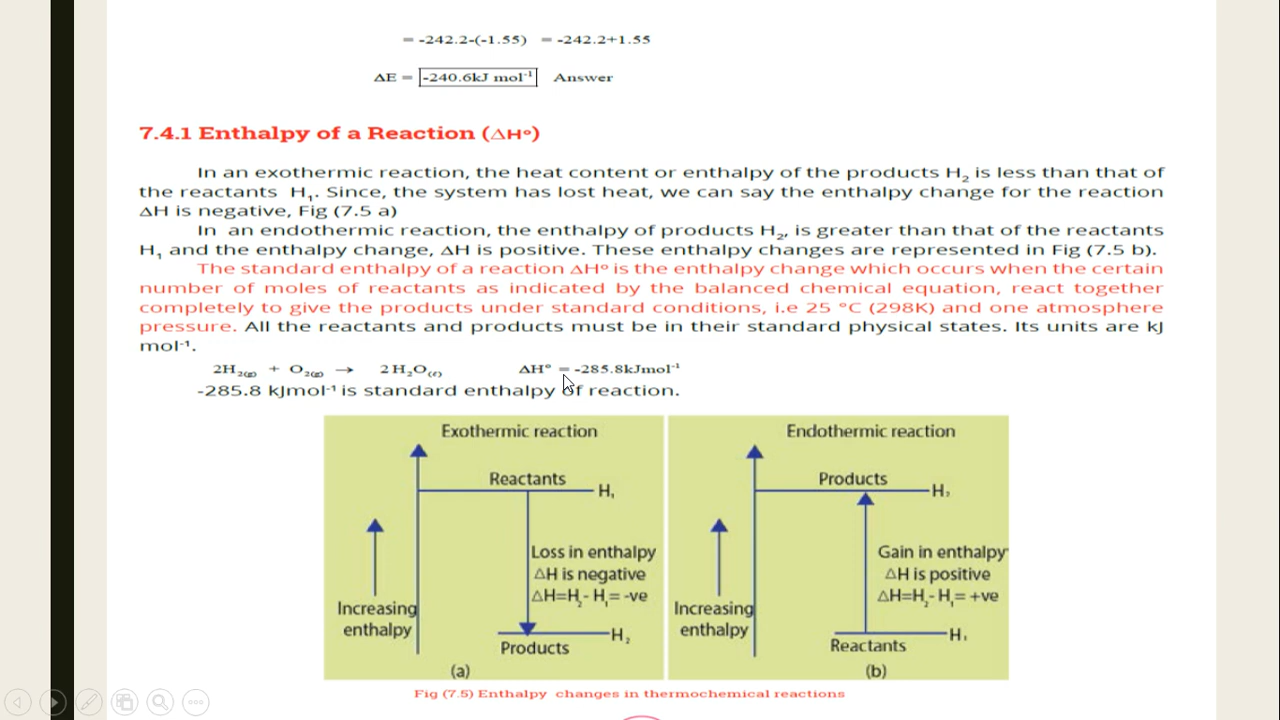 = -242.2-(-1.55) = -242.2+1.55
ΔE = -240.6kJ mol⁻¹ Answer
7.4.1 Enthalpy of a Reaction (△H°)
In an exothermic reaction, the heat content or enthalpy of the products H₂ is less than that of
the reactants H₁. Since, the system has lost heat, we can say the enthalpy change for the reaction
ΔH is negative, Fig (7.5 a)
In an endothermic reaction, the enthalpy of products H₂, is greater than that of the reactants
H₁ and the enthalpy change, ΔH is positive. These enthalpy changes are represented in Fig (7.5 b).
The standard enthalpy of a reaction ΔH° is the enthalpy change which occurs when the certain
number of moles of reactants as indicated by the balanced chemical equation, react together
completely to give the products under standard conditions, i.e 25 °C (298K) and one atmosphere
pressure. All the reactants and products must be in their standard physical states. Its units are kJ
mol⁻¹.
2H₂(g) + O₂(g) → 2H₂O(ℓ) ΔH° = -285.8kJmol⁻¹
-285.8 kJmol⁻¹ is standard enthalpy of reaction.
Exothermic reaction
Reactants
H₁
Loss in enthalpy
△H is negative
△H=H₂- H₁= -ve
Increasing
enthalpy
H₂
Products
(a)
Endothermic reaction
Products
H₂
Gain in enthalpy
△H is positive
△H=H₂- H₁= +ve
Increasing
enthalpy
H₁
Reactants
(b)
Fig (7.5) Enthalpy changes in thermochemical reactions